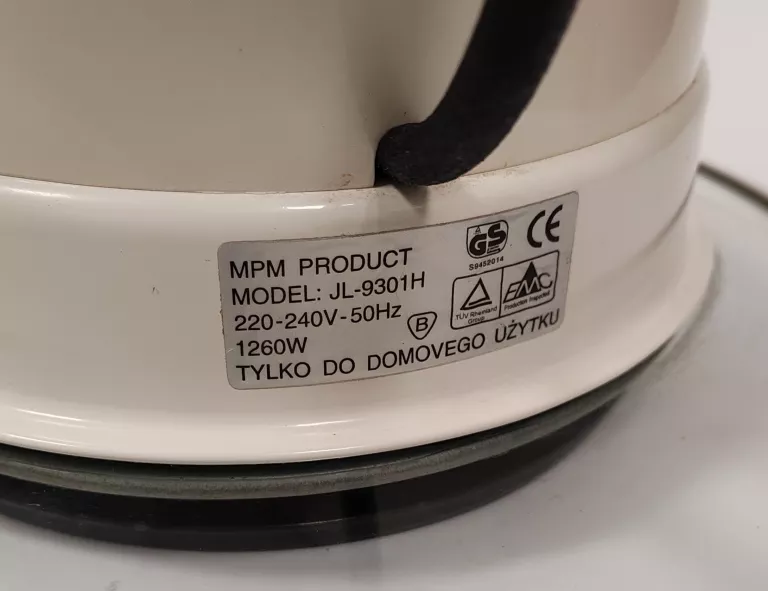 MPM PRODUCT
MODEL: JL-9301H
220-240V-50Hz
1260W
TYLKO DO DOMOVEGO UŻYTKU
B
GS
CE
S9452014
TÜV Rheinland
Group
EMC